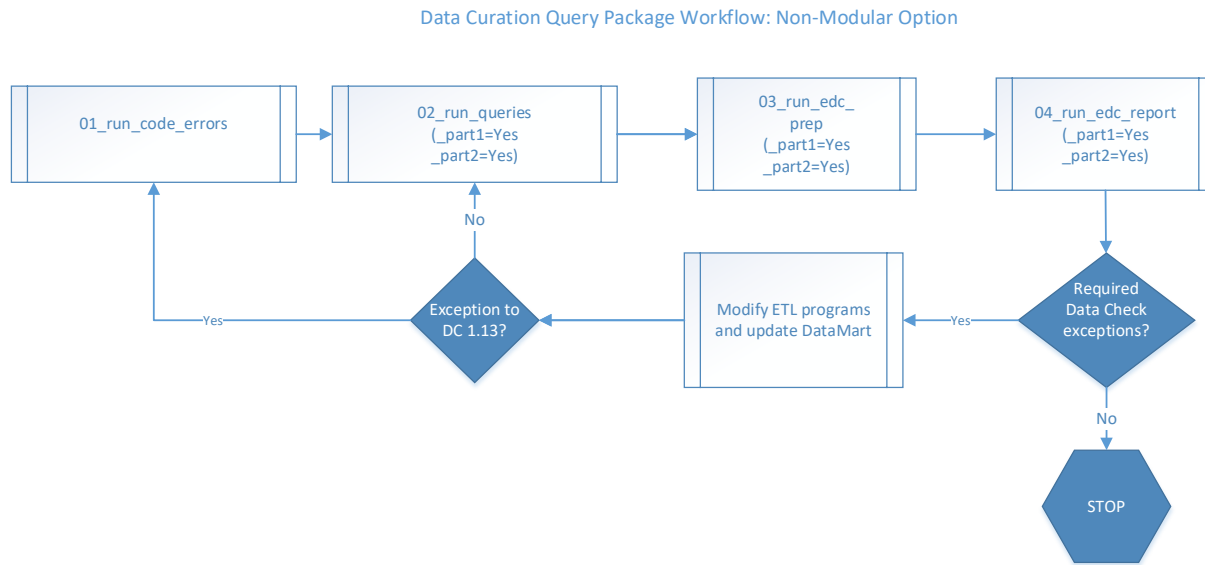 Data Curation Query Package Workflow: Non-Modular Option
01_run_code_errors
02_run_queries
(_part1=Yes
_part2=Yes)
03_run_edc_
prep
(_part1=Yes
_part2=Yes)
04_run_edc_report
(_part1=Yes
_part2=Yes)
No
Exception to
DC 1.13?
Yes
Modify ETL programs
and update DataMart
Yes
Required
Data Check
exceptions?
No
STOP